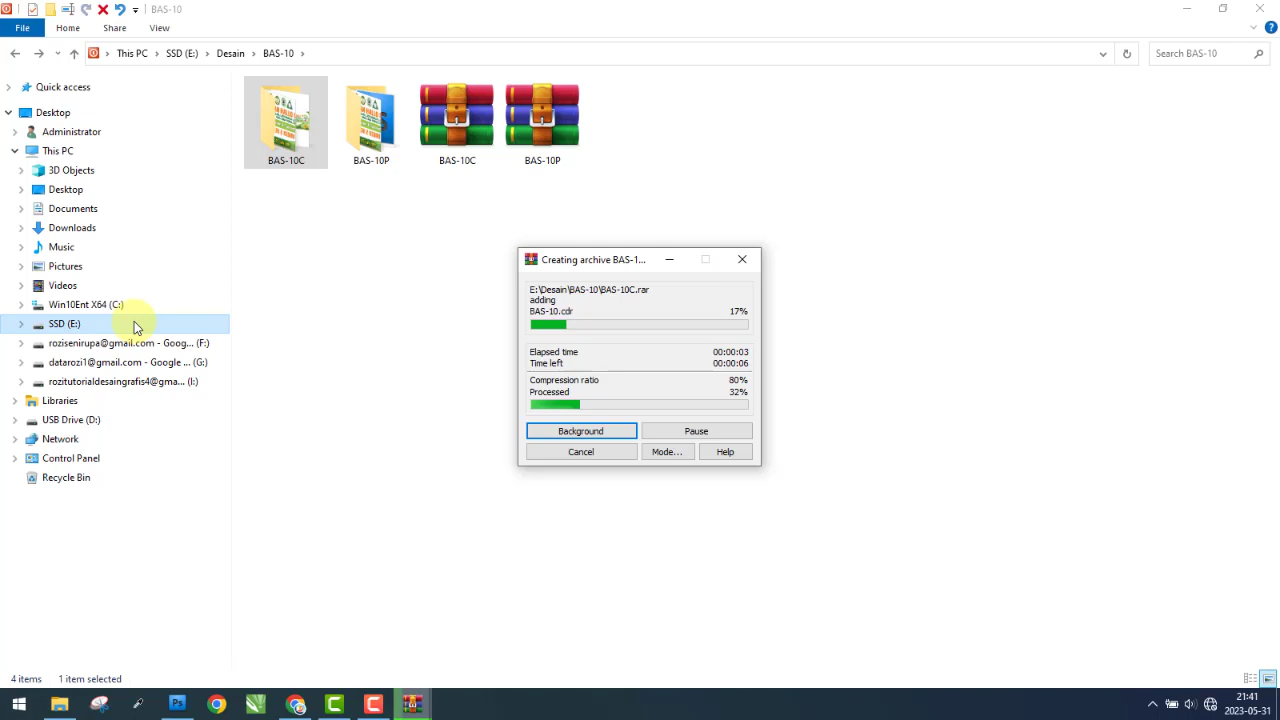 BAS-10
File
Home
Share
View
This PC
SSD (E:)
Desain
BAS-10
Search BAS-10
Quick access
Desktop
Administrator
This PC
3D Objects
Desktop
Documents
Downloads
Music
Pictures
Videos
Win10Ent X64 (C:)
SSD (E:)
rozisenirupa@gmail.com - Goog... (F:)
datarozi1@gmail.com - Google ... (G:)
rozitutorialdesaingrafis4@gma... (I:)
Libraries
USB Drive (D:)
Network
Control Panel
Recycle Bin
BAS-10C
BAS-10P
BAS-10C
BAS-10P
Creating archive BAS-1...
E:\Desain\BAS-10\BAS-10C.rar
adding
BAS-10.cdr 17%
Elapsed time 00:00:03
Time left 00:00:06
Compression ratio 80%
Processed 32%
Background
Pause
Cancel
Mode...
Help
4 items
1 item selected
Ps
21:41
2023-05-31